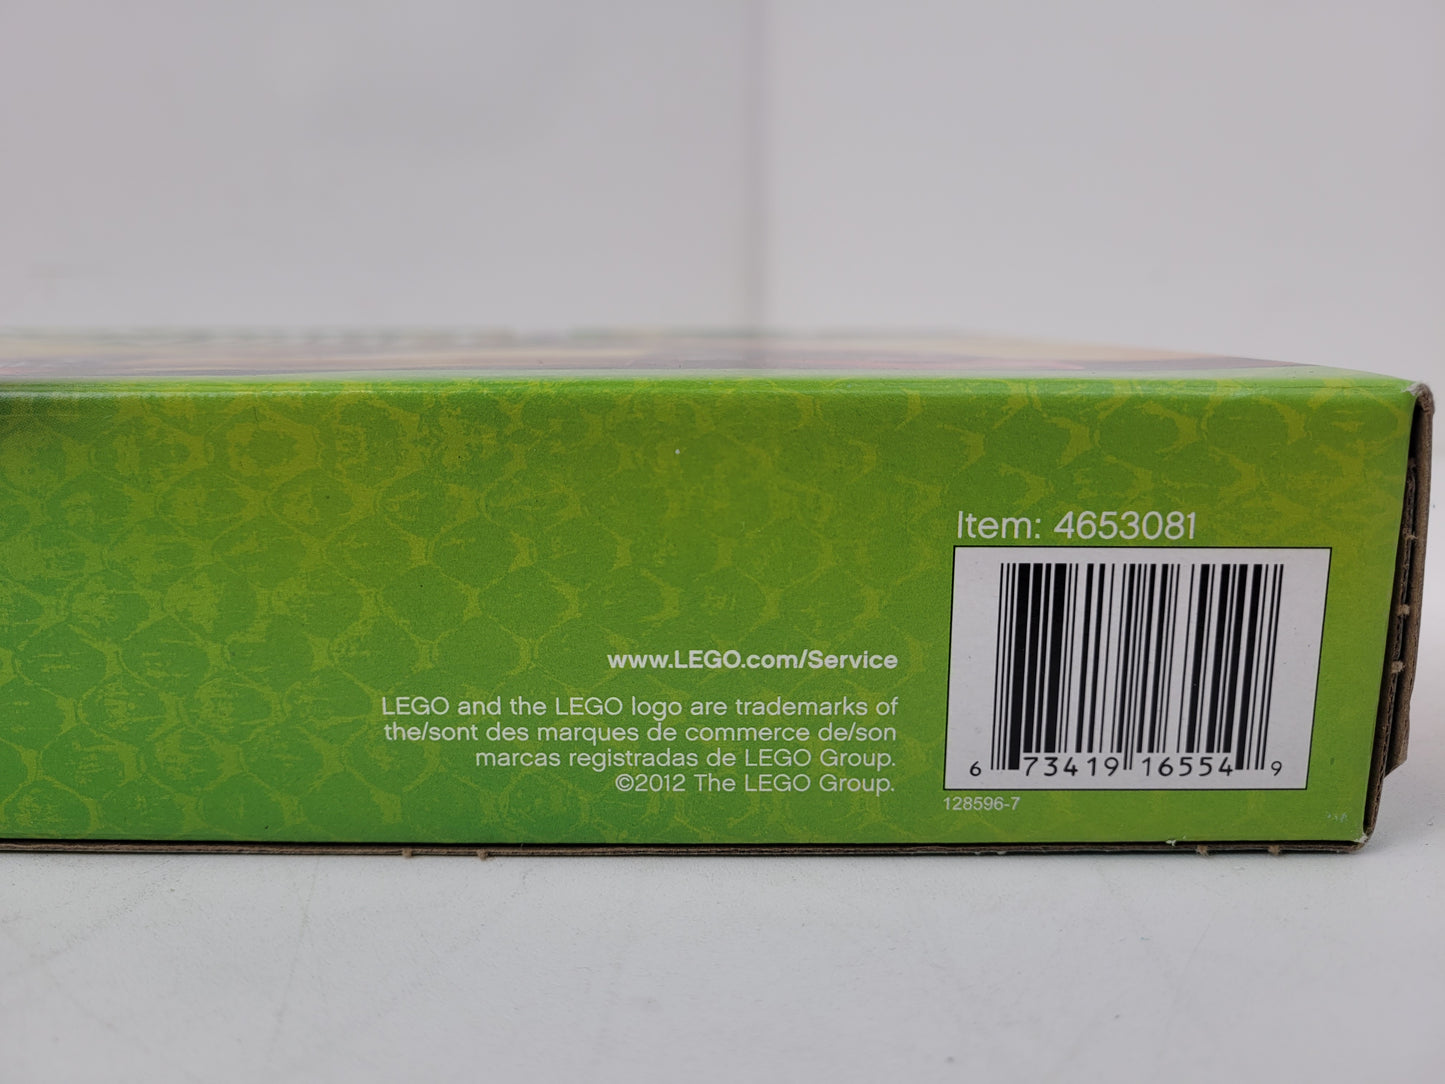 Item: 4653081
www.LEGO.com/Service
LEGO and the LEGO logo are trademarks of
the/sont des marques de commerce de/son
marcas registradas de LEGO Group.
©2012 The LEGO Group.
6 73419 16554 9
128596-7